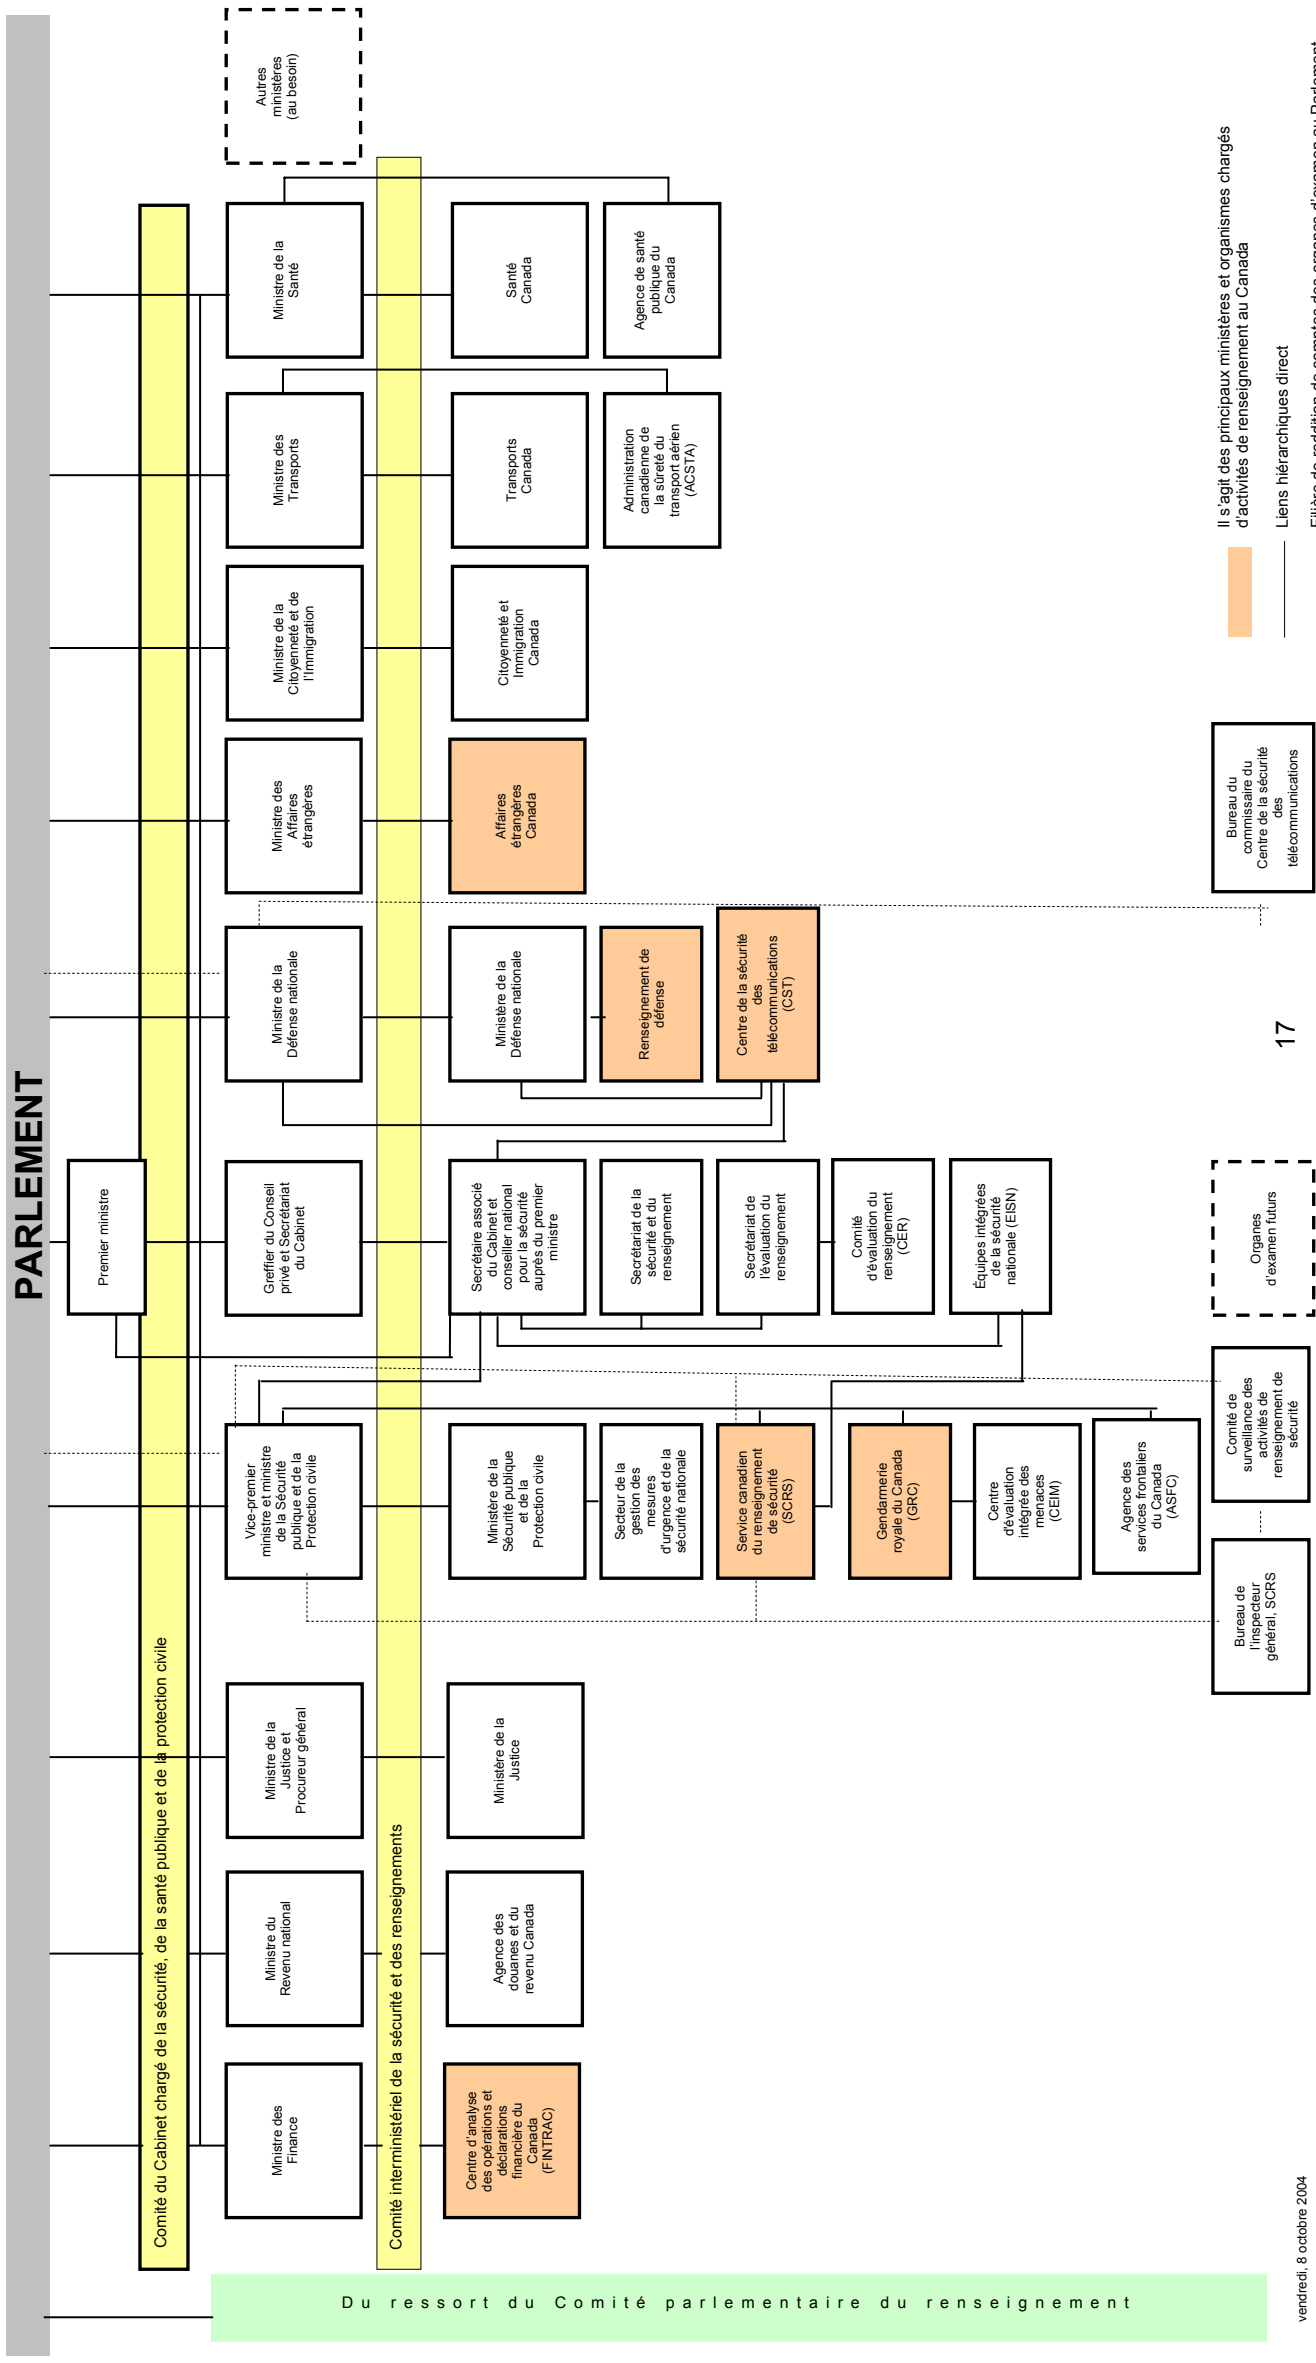 PARLEMENT
Premier ministre
Comité du Cabinet chargé de la sécurité, de la santé publique et de la protection civile
Ministre des
Finance
Ministre du
Revenu national
Ministre de la
Justice et
Procureur général
Vice-premier
ministre et ministre
de la Sécurité
publique et de la
Protection civile
Greffier du Conseil
privé et Secrétariat
du Cabinet
Ministre de la
Défense nationale
Ministre des
Affaires
étrangères
Ministre de la
Citoyenneté et de
l'Immigration
Ministre des
Transports
Ministre de la
Santé
Autres
ministères
(au besoin)
Comité interministériel de la sécurité et des renseignements
Centre d'analyse
des opérations et
déclarations
financière du
Canada
(FINTRAC)
Agence des
douanes et du
revenu Canada
Ministère de la
Justice
Ministère de la
Sécurité publique
et de la
Protection civile
Secrétaire associé
du Cabinet et
conseiller national
pour la sécurité
auprès du premier
ministre
Ministère de la
Défense nationale
Affaires
étrangères
Canada
Citoyenneté et
Immigration
Canada
Transports
Canada
Santé
Canada
Secteur de la
gestion des
mesures
d'urgence et de la
sécurité nationale
Secrétariat de la
sécurité et du
renseignement
Renseignement de
défense
Administration
canadienne de
la sûreté du
transport aérien
(ACSTA)
Agence de santé
publique du
Canada
Service canadien
du renseignement
de sécurité
(SCRS)
Secrétariat de
l'évaluation du
renseignement
Centre de la sécurité
des
télécommunications
(CST)
Gendarmerie
royale du Canada
(GRC)
Comité
d'évaluation du
renseignement
(CER)
Centre
d'évaluation
intégrée des
menaces
(CEIM)
Équipes intégrées
de la sécurité
nationale (EISN)
Agence des
services frontaliers
du Canada
(ASFC)
Bureau de
l'inspecteur
général, SCRS
Comité de
surveillance des
activités de
renseignement de
sécurité
Organes
d'examen futurs
Bureau du
commissaire du
Centre de la sécurité
des
télécommunications
Il s'agit des principaux ministères et organismes chargés
d'activités de renseignement au Canada
Liens hiérarchiques direct
Filière de reddition de comptes des organes d'examen au Parlement
Du ressort du Comité parlementaire du renseignement
vendredi, 8 octobre 2004
17